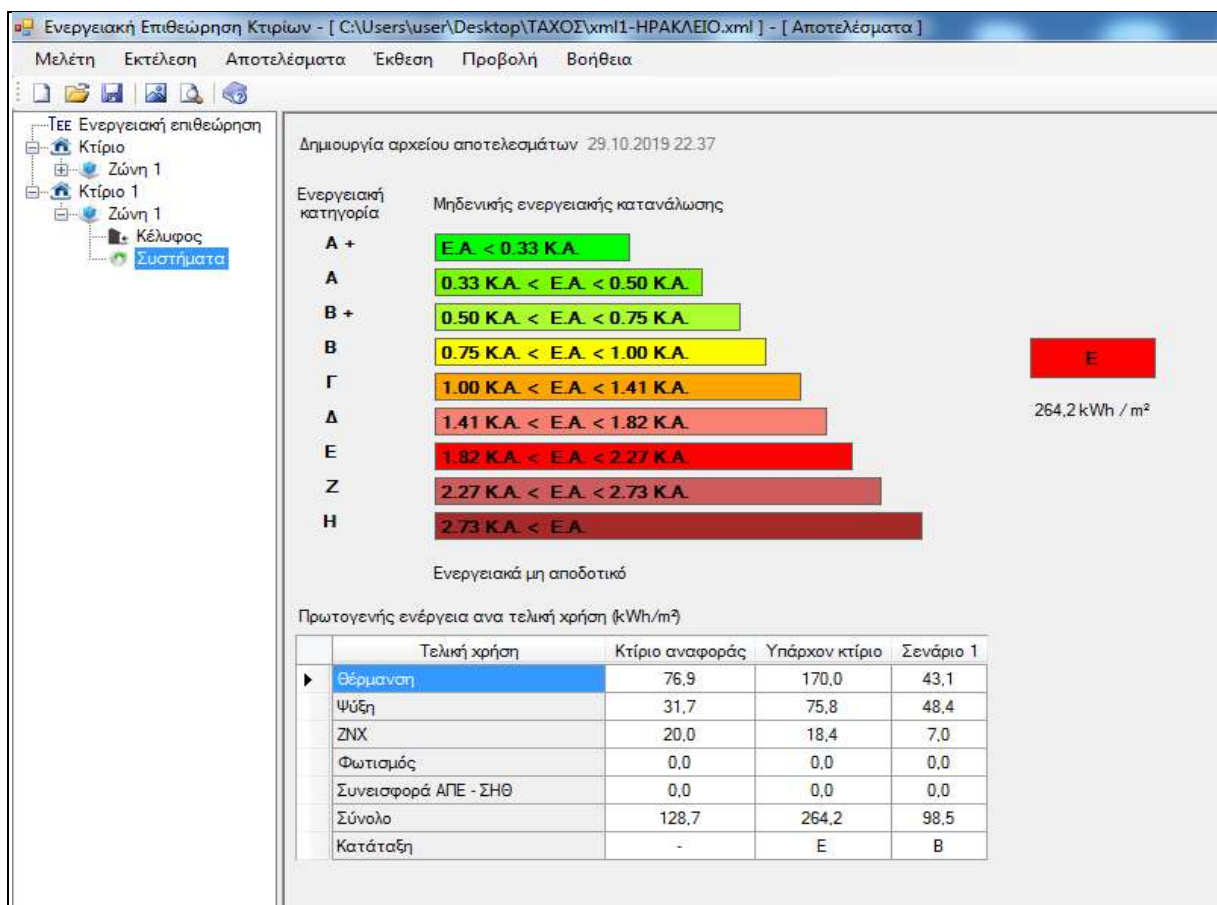 Ενεργειακή Επιθεώρηση Κτιρίων - [ C:\Users\user\Desktop\ΤΑΧΟΣ\xml1-ΗΡΑΚΛΕΙΟ.xml ] - [ Αποτελέσματα ]
Μελέτη Εκτέλεση Αποτελέσματα Έκθεση Προβολή Βοήθεια
ΤΕΕ Ενεργειακή επιθεώρηση
Κτίριο
Ζώνη 1
Κτίριο 1
Ζώνη 1
Κέλυφος
Συστήματα
Δημιουργία αρχείου αποτελεσμάτων 29.10.2019 22.37
Ενεργειακή κατηγορία
Μηδενικής ενεργειακής κατανάλωσης
A + E.A. < 0.33 K.A.
A 0.33 K.A. < E.A. < 0.50 K.A.
B + 0.50 K.A. < E.A. < 0.75 K.A.
B 0.75 K.A. < E.A. < 1.00 K.A.
Γ 1.00 K.A. < E.A. < 1.41 K.A.
Δ 1.41 K.A. < E.A. < 1.82 K.A.
E 1.82 K.A. < E.A. < 2.27 K.A.
Z 2.27 K.A. < E.A. < 2.73 K.A.
H 2.73 K.A. < E.A.
E
264,2 kWh / m²
Ενεργειακά μη αποδοτικό
Πρωτογενής ενέργεια ανα τελική χρήση (kWh/m²)
Τελική χρήση Κτίριο αναφοράς Υπάρχον κτίριο Σενάριο 1
Θέρμανση 76,9 170,0 43,1
Ψύξη 31,7 75,8 48,4
ΖΝΧ 20,0 18,4 7,0
Φωτισμός 0,0 0,0 0,0
Συνεισφορά ΑΠΕ - ΣΗΘ 0,0 0,0 0,0
Σύνολο 128,7 264,2 98,5
Κατάταξη - E B